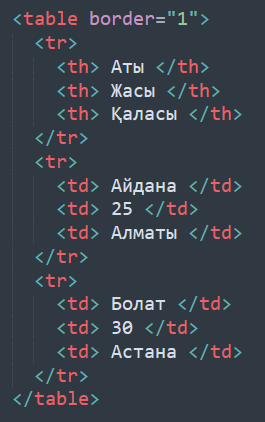 <table border="1">
  <tr>
    <th> Аты </th>
    <th> Жасы </th>
    <th> Қаласы </th>
  </tr>
  <tr>
    <td> Айдана </td>
    <td> 25 </td>
    <td> Алматы </td>
  </tr>
  <tr>
    <td> Болат </td>
    <td> 30 </td>
    <td> Астана </td>
  </tr>
</table>